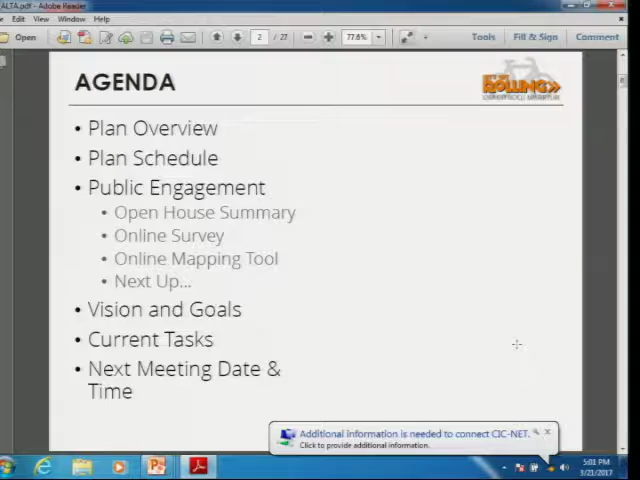 ALTA.pdf - Adobe Reader
Edit View Window Help
Open 2 / 27 77.8% Tools Fill & Sign Comment
AGENDA
ROLLING»
• Plan Overview
• Plan Schedule
• Public Engagement
• Open House Summary
• Online Survey
• Online Mapping Tool
• Next Up...
• Vision and Goals
• Current Tasks
• Next Meeting Date &
Time
Additional information is needed to connect CIC-NET.
Click to provide additional information.
5:01 PM
3/21/2017